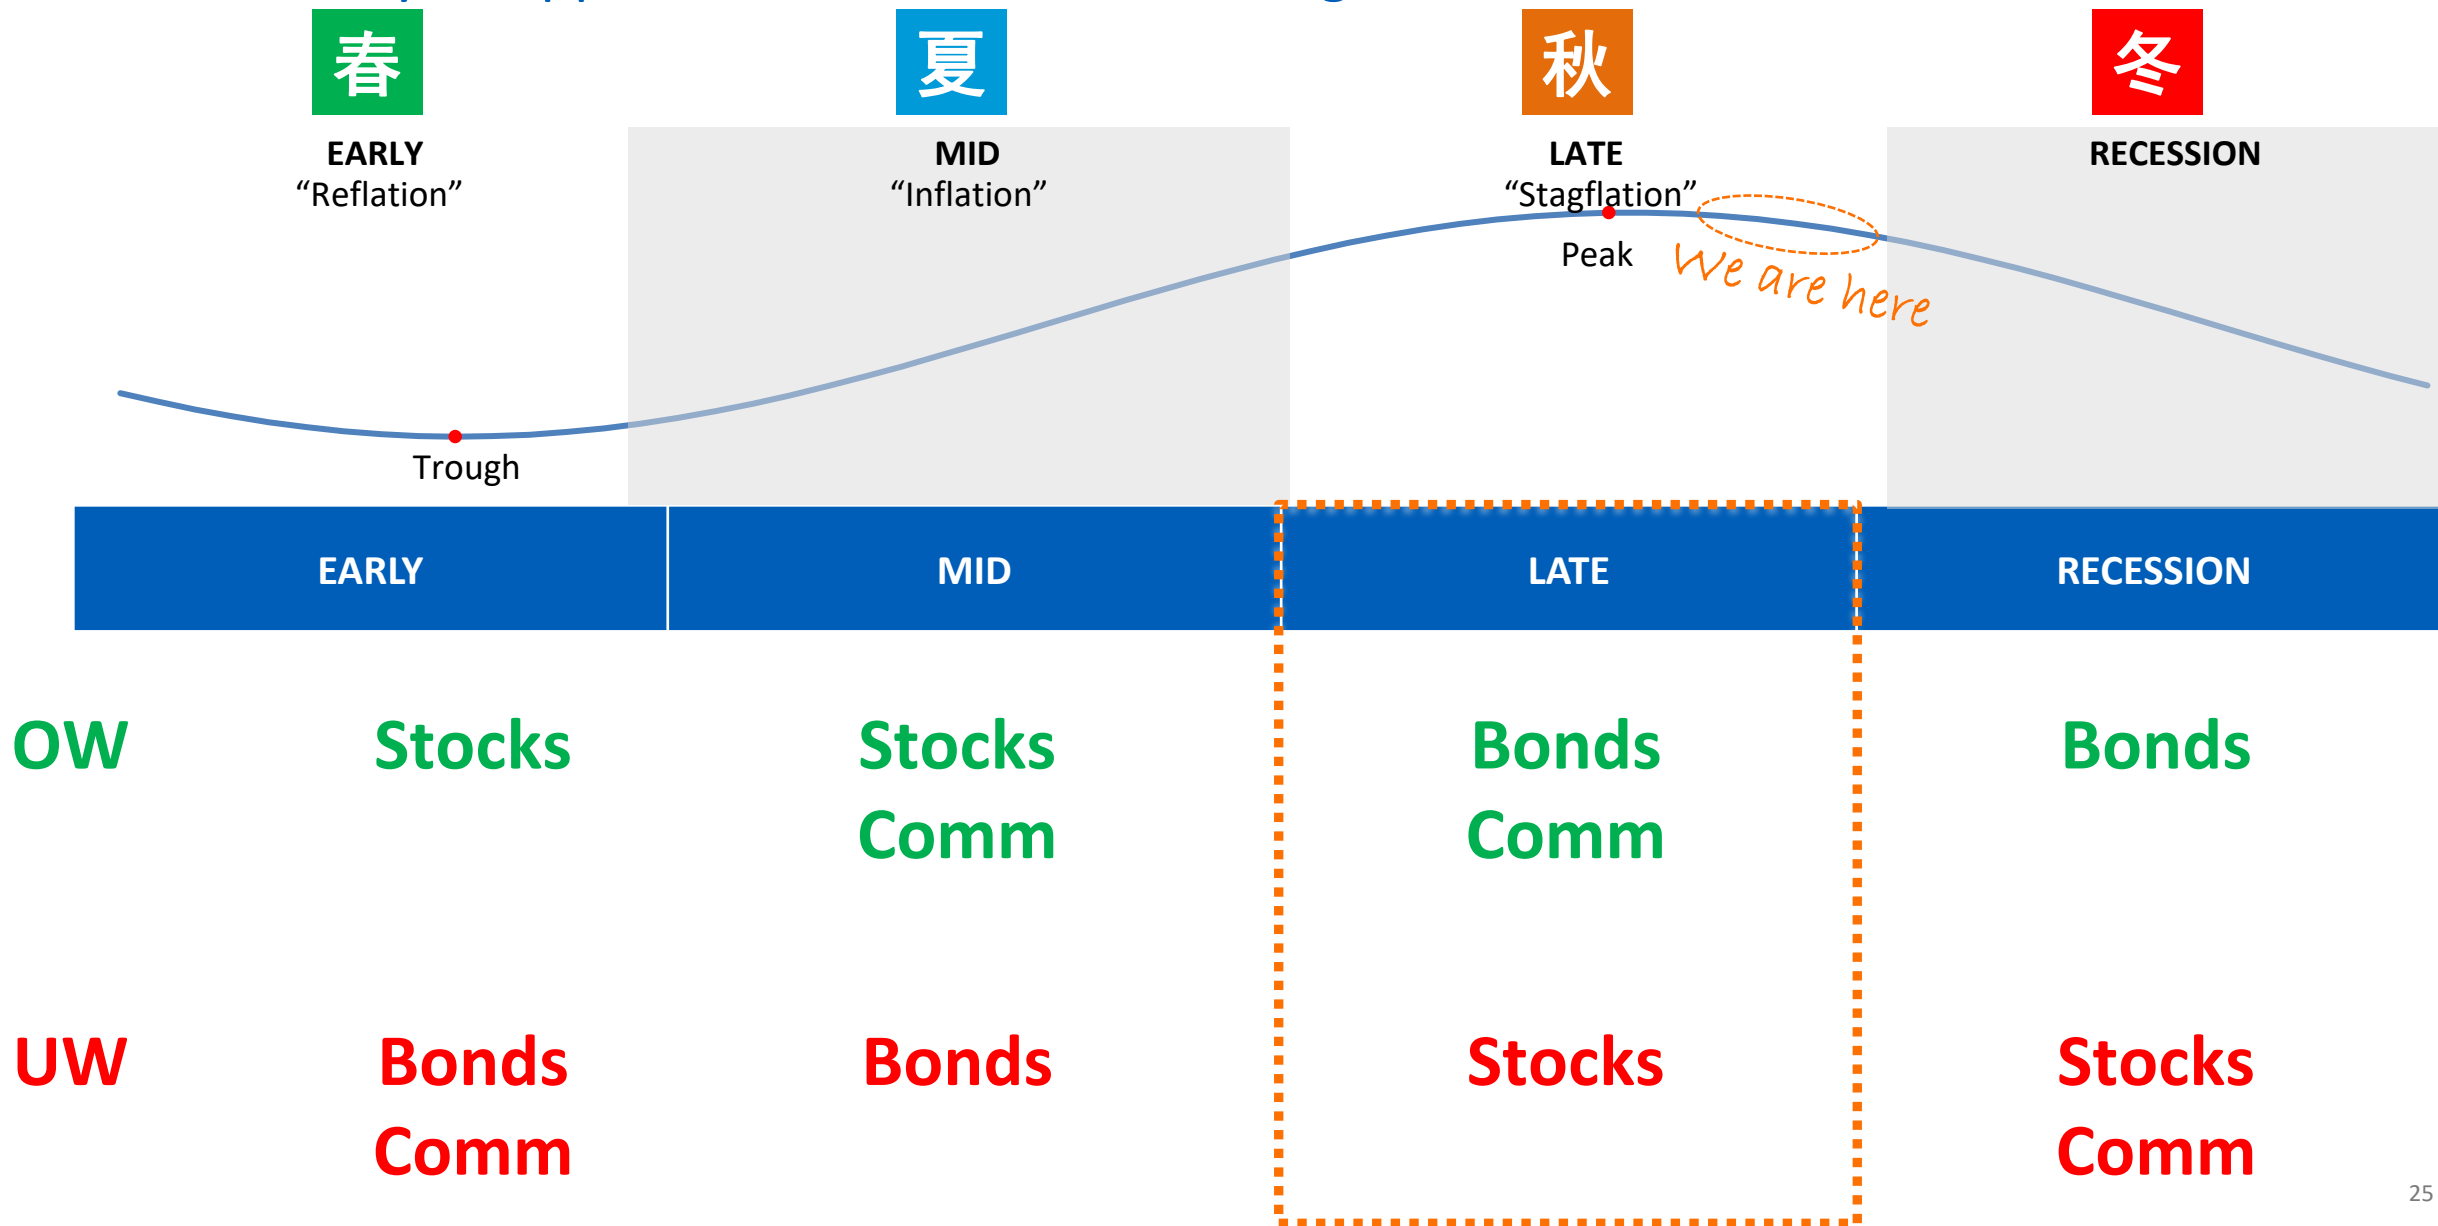 春 夏 秋 冬
EARLY MID LATE RECESSION
“Reflation” “Inflation” “Stagflation”
Peak
We are here
Trough
EARLY MID LATE RECESSION
OW Stocks Stocks Bonds Bonds
Comm Comm
UW Bonds Bonds Stocks Stocks
Comm Comm
25